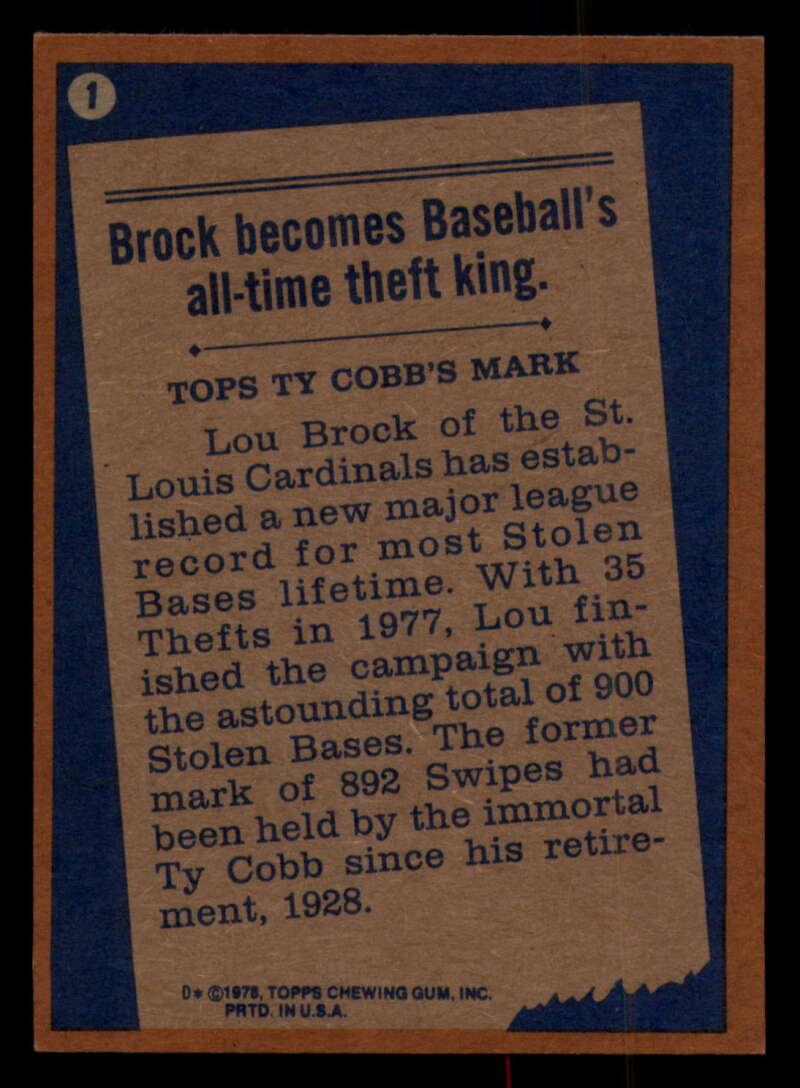 1
Brock becomes Baseball's
all-time theft king.
TOPS TY COBB'S MARK
Lou Brock of the St.
Louis Cardinals has estab-
lished a new major league
record for most Stolen
Bases lifetime. With 35
Thefts in 1977, Lou fin-
ished the campaign with
the astounding total of 900
Stolen Bases. The former
mark of 892 Swipes had
been held by the immortal
Ty Cobb since his retire-
ment, 1928.
D* ©1978, TOPPS CHEWING GUM, INC.
PRTD. IN U.S.A.